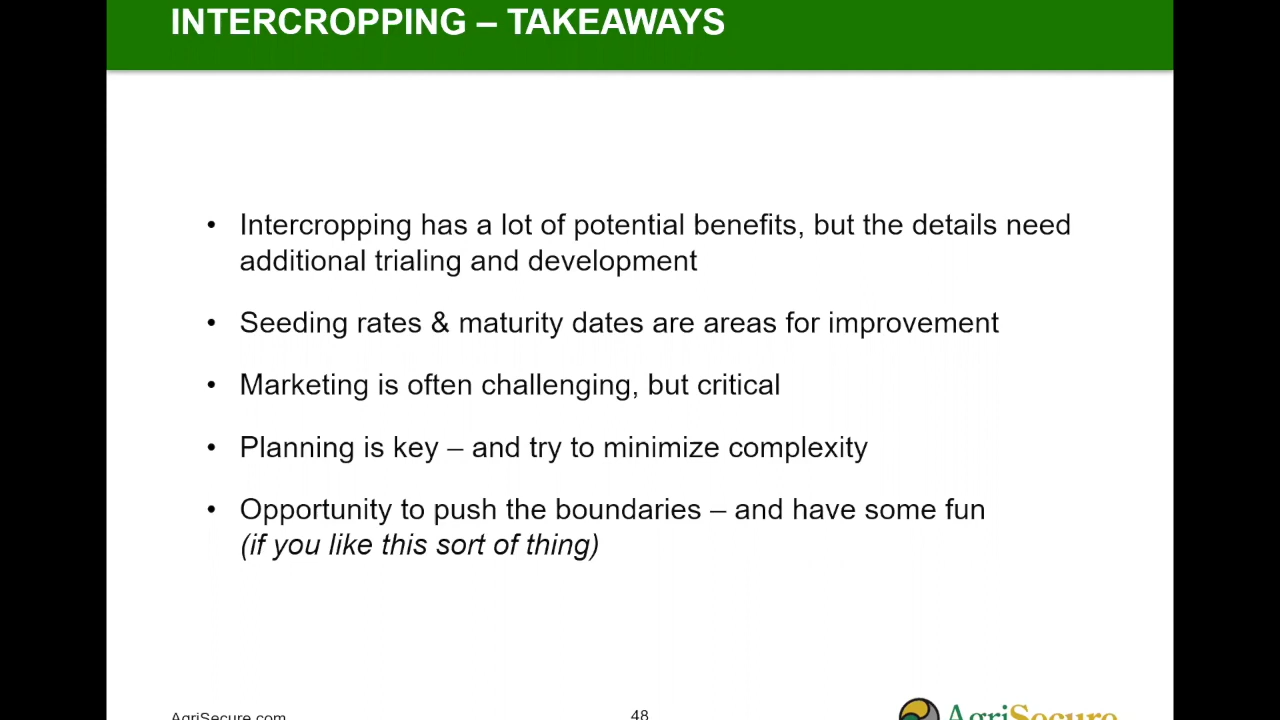 INTERCROPPING – TAKEAWAYS
• Intercropping has a lot of potential benefits, but the details need
additional trialing and development
• Seeding rates & maturity dates are areas for improvement
• Marketing is often challenging, but critical
• Planning is key – and try to minimize complexity
• Opportunity to push the boundaries – and have some fun
(if you like this sort of thing)
AgriSecure.com
48
AgriSecure